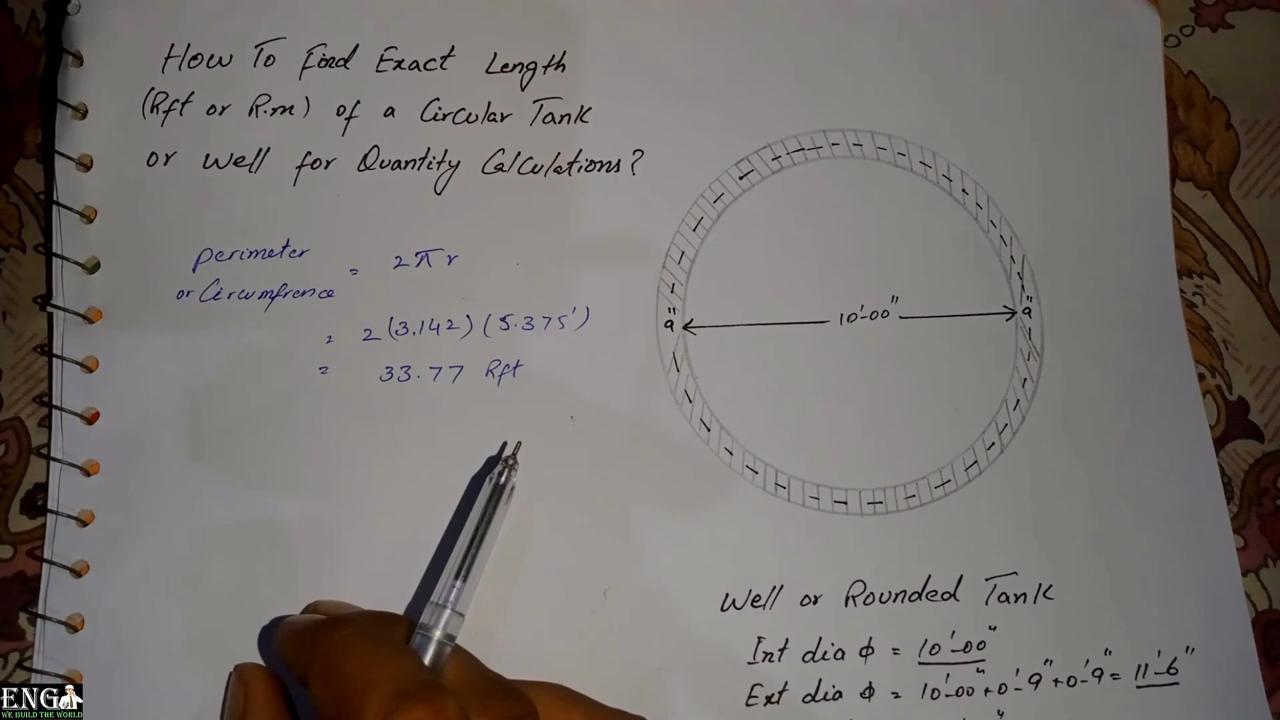 How To Find Exact Length
(Rft or R.m) of a Circular Tank
or Well for Quantity Calculations?
Perimeter
or Circumfrence = 2πr
= 2(3.142)(5.375')
= 33.77 Rft
9" 10'-00" 9"
Well or Rounded Tank
Int dia ϕ = 10'-00"
Ext dia ϕ = 10'-00"+0'-9"+0'-9" = 11'-6"
ENG
WE BUILD THE WORLD